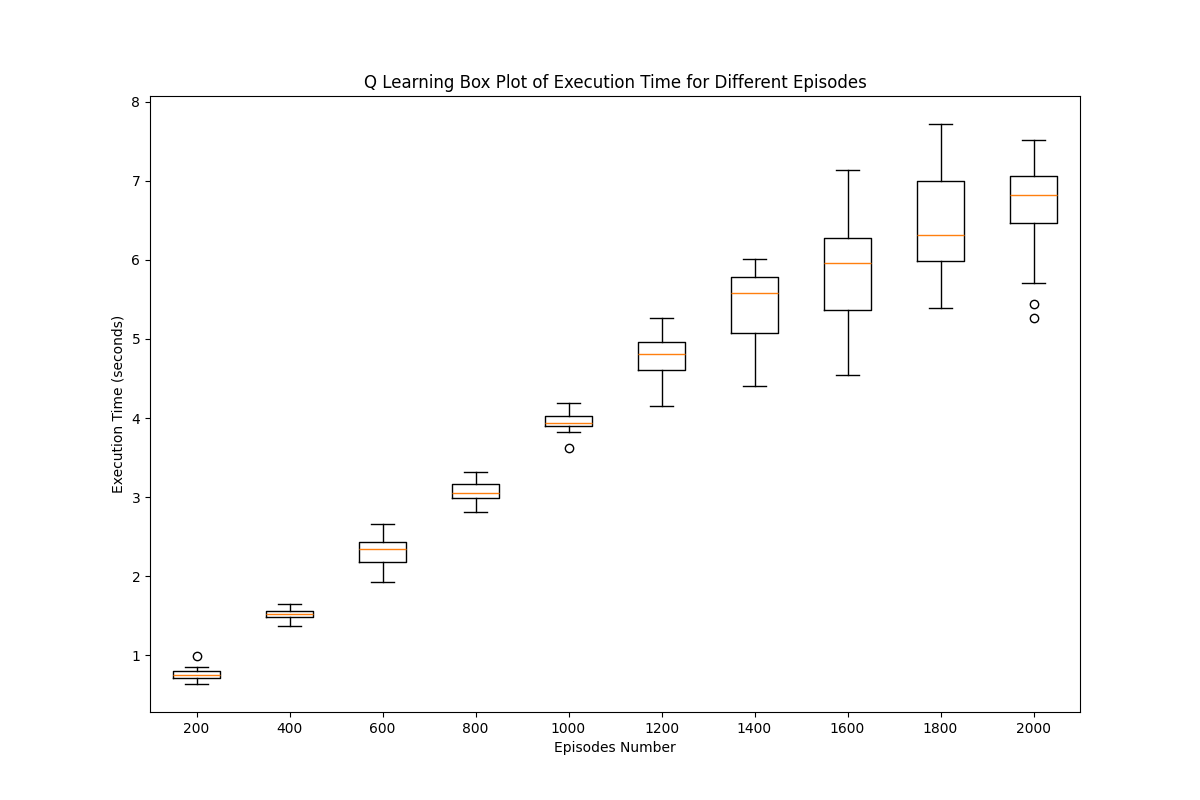 Q Learning Box Plot of Execution Time for Different Episodes
8
7
6
5
4
3
2
1
Execution Time (seconds)
200 400 600 800 1000 1200 1400 1600 1800 2000
Episodes Number